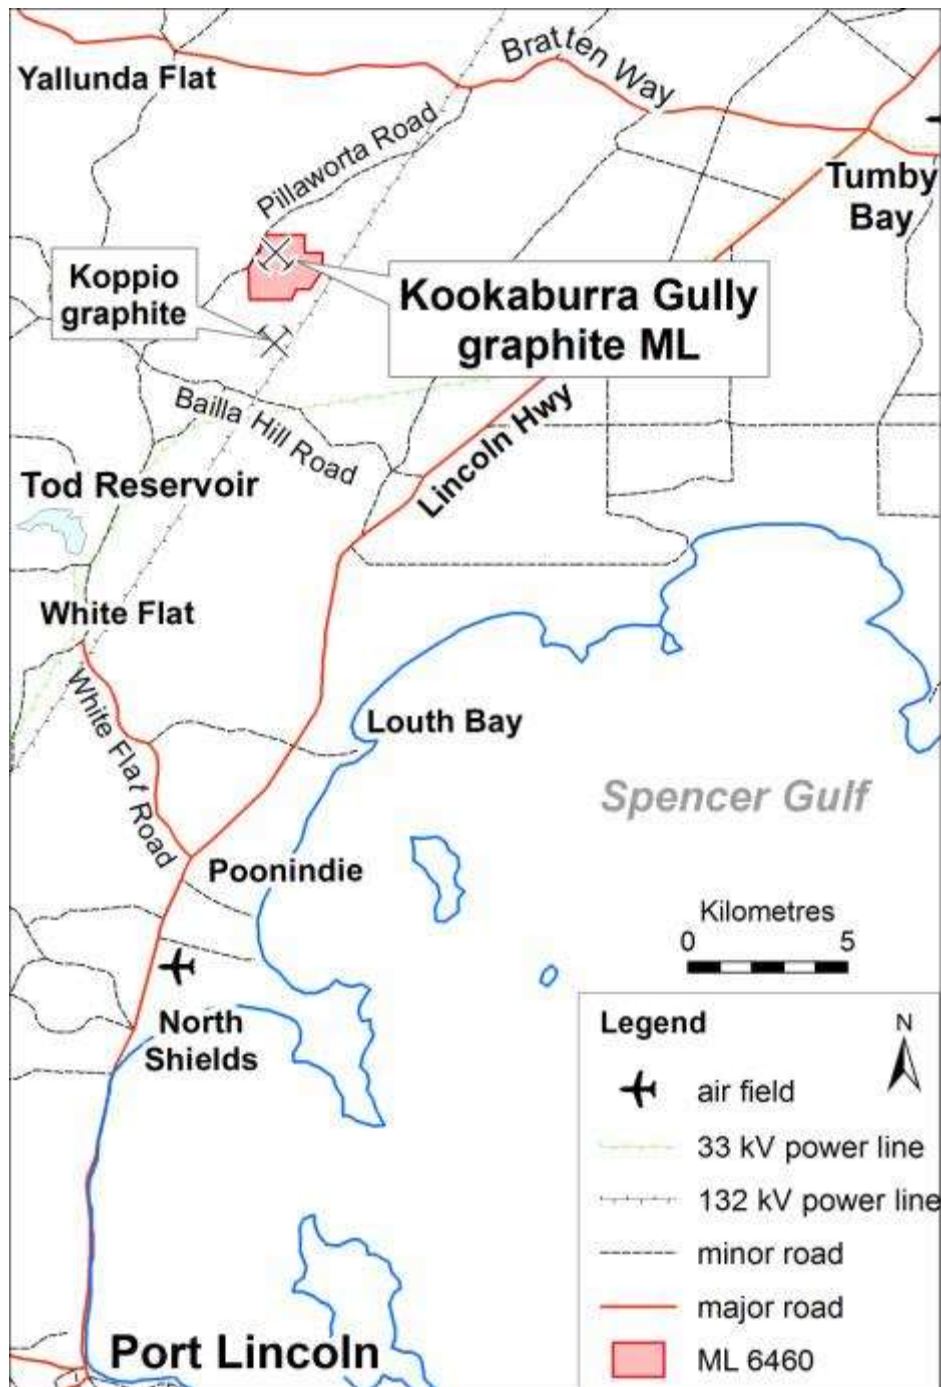 Bratten Way
Yallunda Flat
Pillaworta Road
Tumby
Bay
Koppio
graphite
Kookaburra Gully
graphite ML
Bailla Hill Road
Lincoln Hwy
Tod Reservoir
White Flat
White Flat Road
Louth Bay
Spencer Gulf
Poonindie
Kilometres
0 5
North
Shields
Legend
N
air field
33 kV power line
132 kV power line
minor road
major road
ML 6460
Port Lincoln